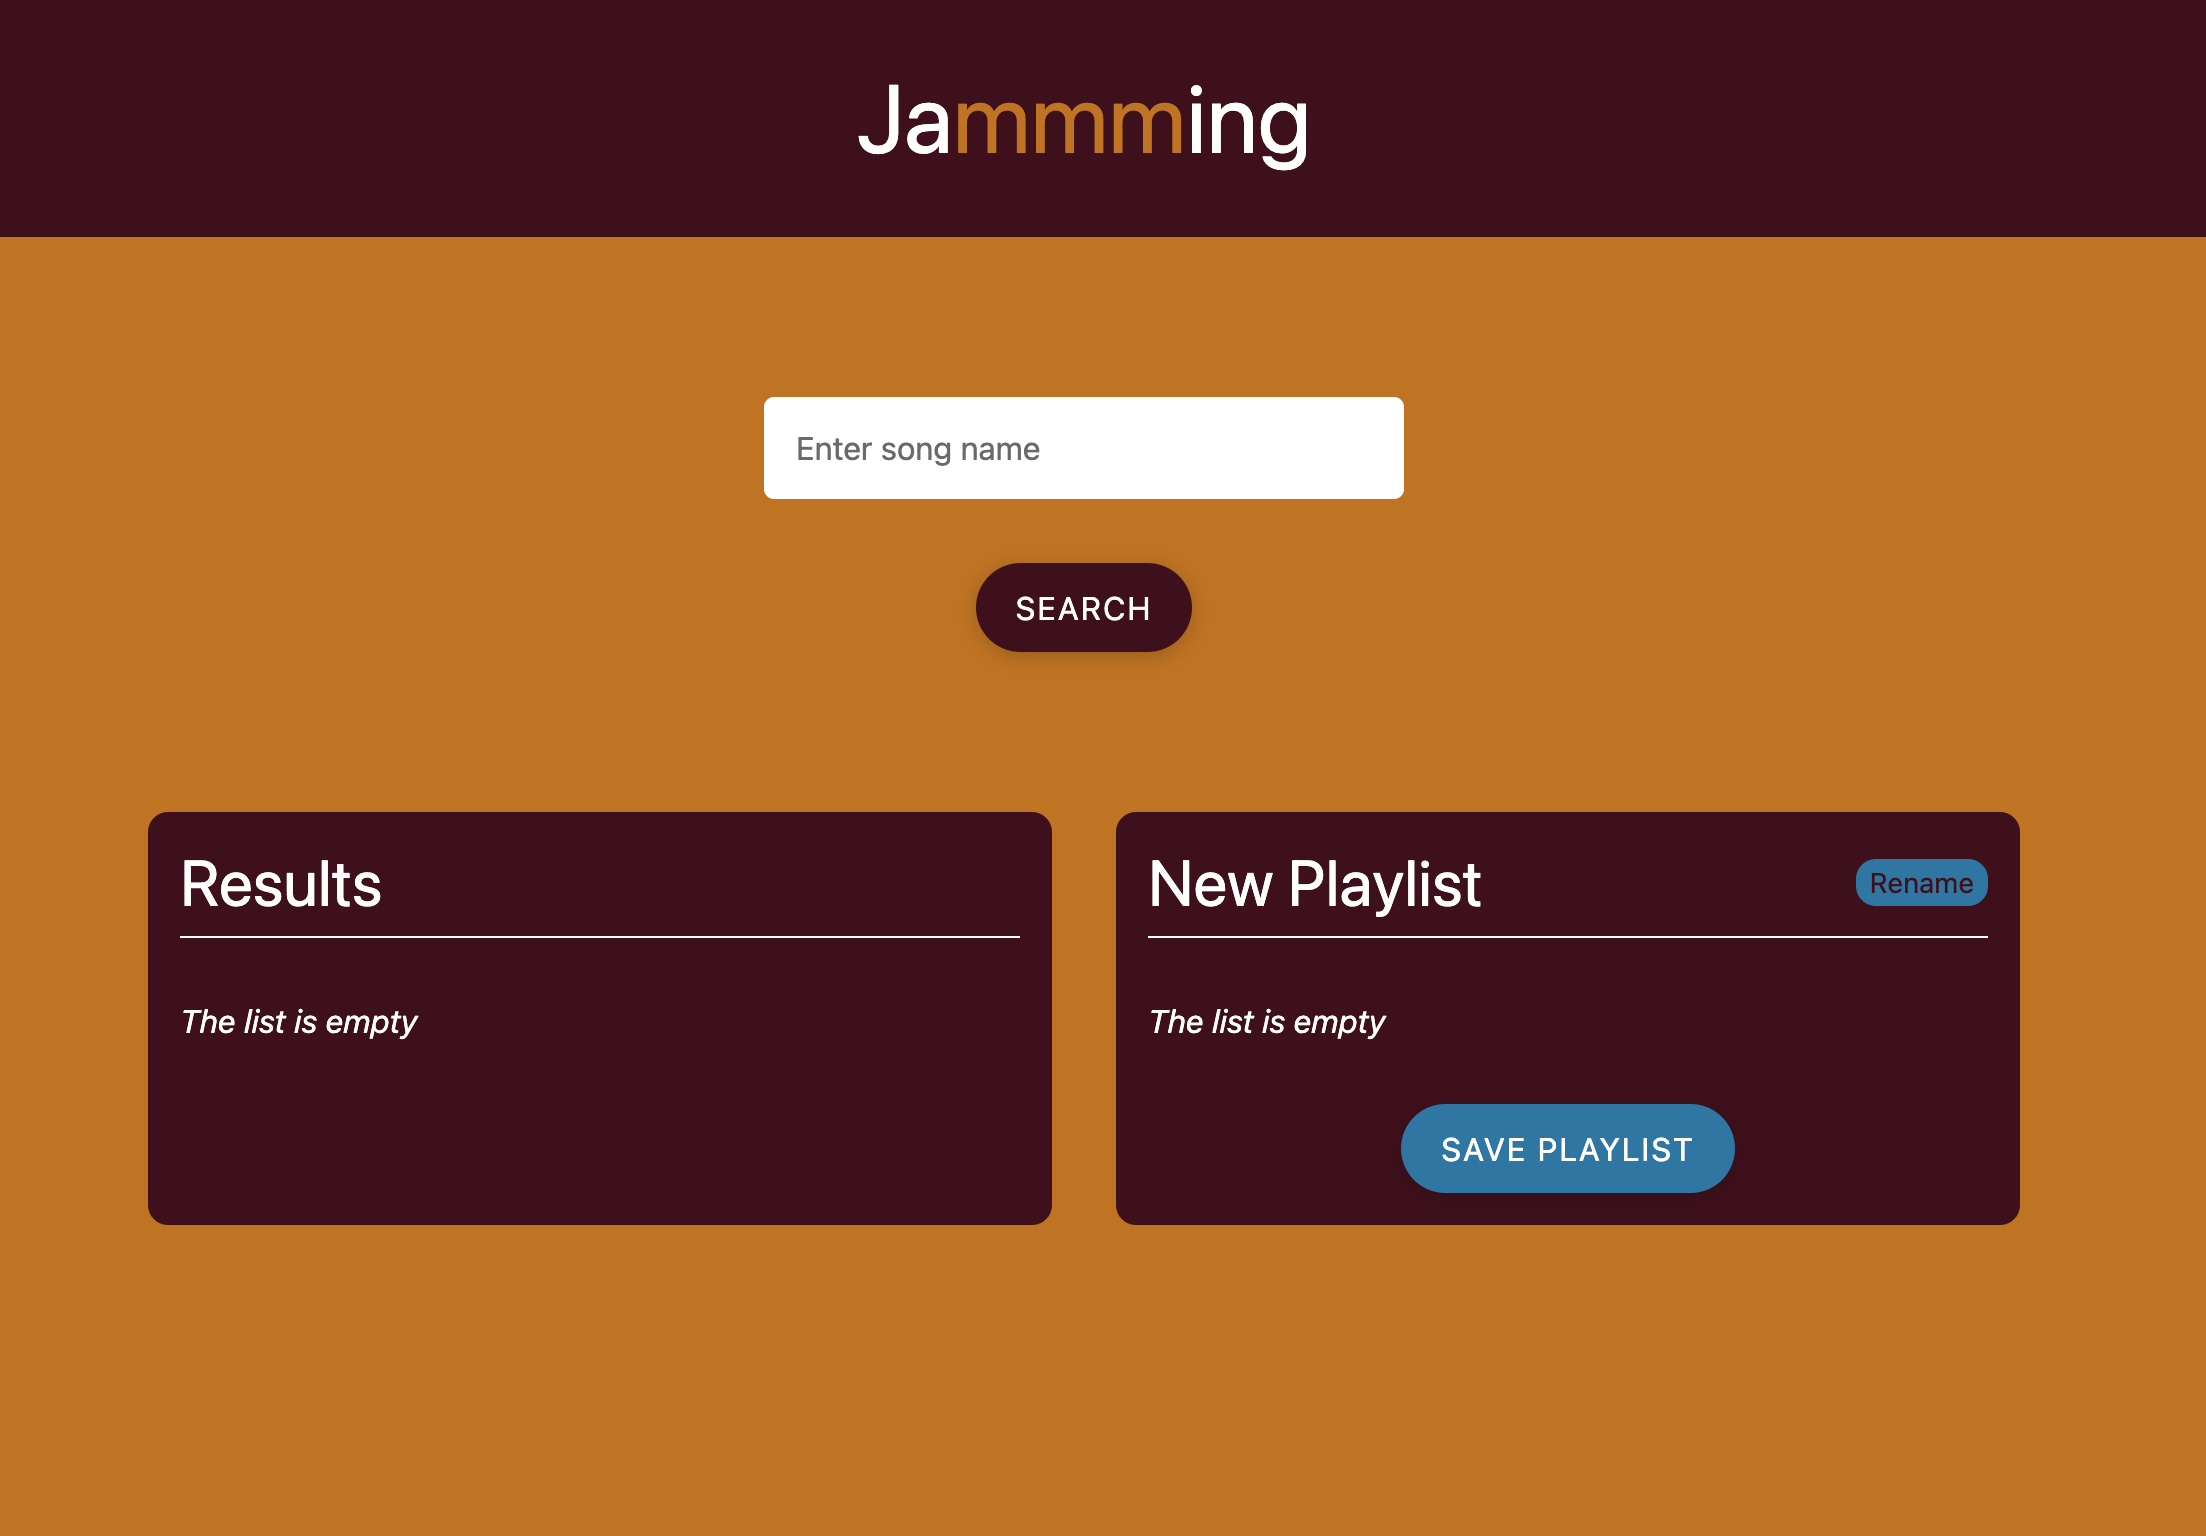 Jammming
Enter song name
SEARCH
Results
The list is empty
New Playlist
Rename
The list is empty
SAVE PLAYLIST